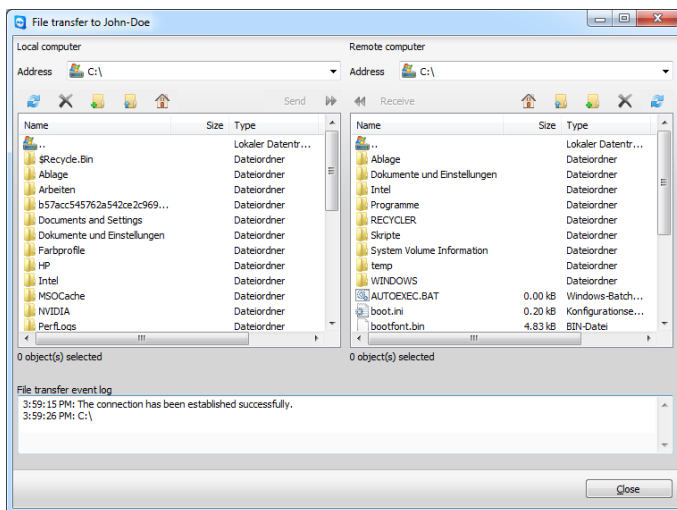 File transfer to John-Doe
Local computer
Address C:\
Send
Name Size Type
.. Lokaler Datentr...
$Recycle.Bin Dateiordner
Ablage Dateiordner
Arbeiten Dateiordner
b57acc545762a542ce2c969... Dateiordner
Documents and Settings Dateiordner
Dokumente und Einstellungen Dateiordner
Farbprofile Dateiordner
HP Dateiordner
Intel Dateiordner
MSOCache Dateiordner
NVIDIA Dateiordner
PerfLogs Dateiordner
0 object(s) selected
Remote computer
Address C:\
Receive
Name Size Type
.. Lokaler Datentr...
Ablage Dateiordner
Dokumente und Einstellungen Dateiordner
Intel Dateiordner
Programme Dateiordner
RECYCLER Dateiordner
Skripte Dateiordner
System Volume Information Dateiordner
temp Dateiordner
WINDOWS Dateiordner
AUTOEXEC.BAT 0.00 kB Windows-Batch...
boot.ini 0.20 kB Konfigurationse...
bootfont.bin 4.83 kB BIN-Datei
0 object(s) selected
File transfer event log
3:59:15 PM: The connection has been established successfully.
3:59:26 PM: C:\
Close